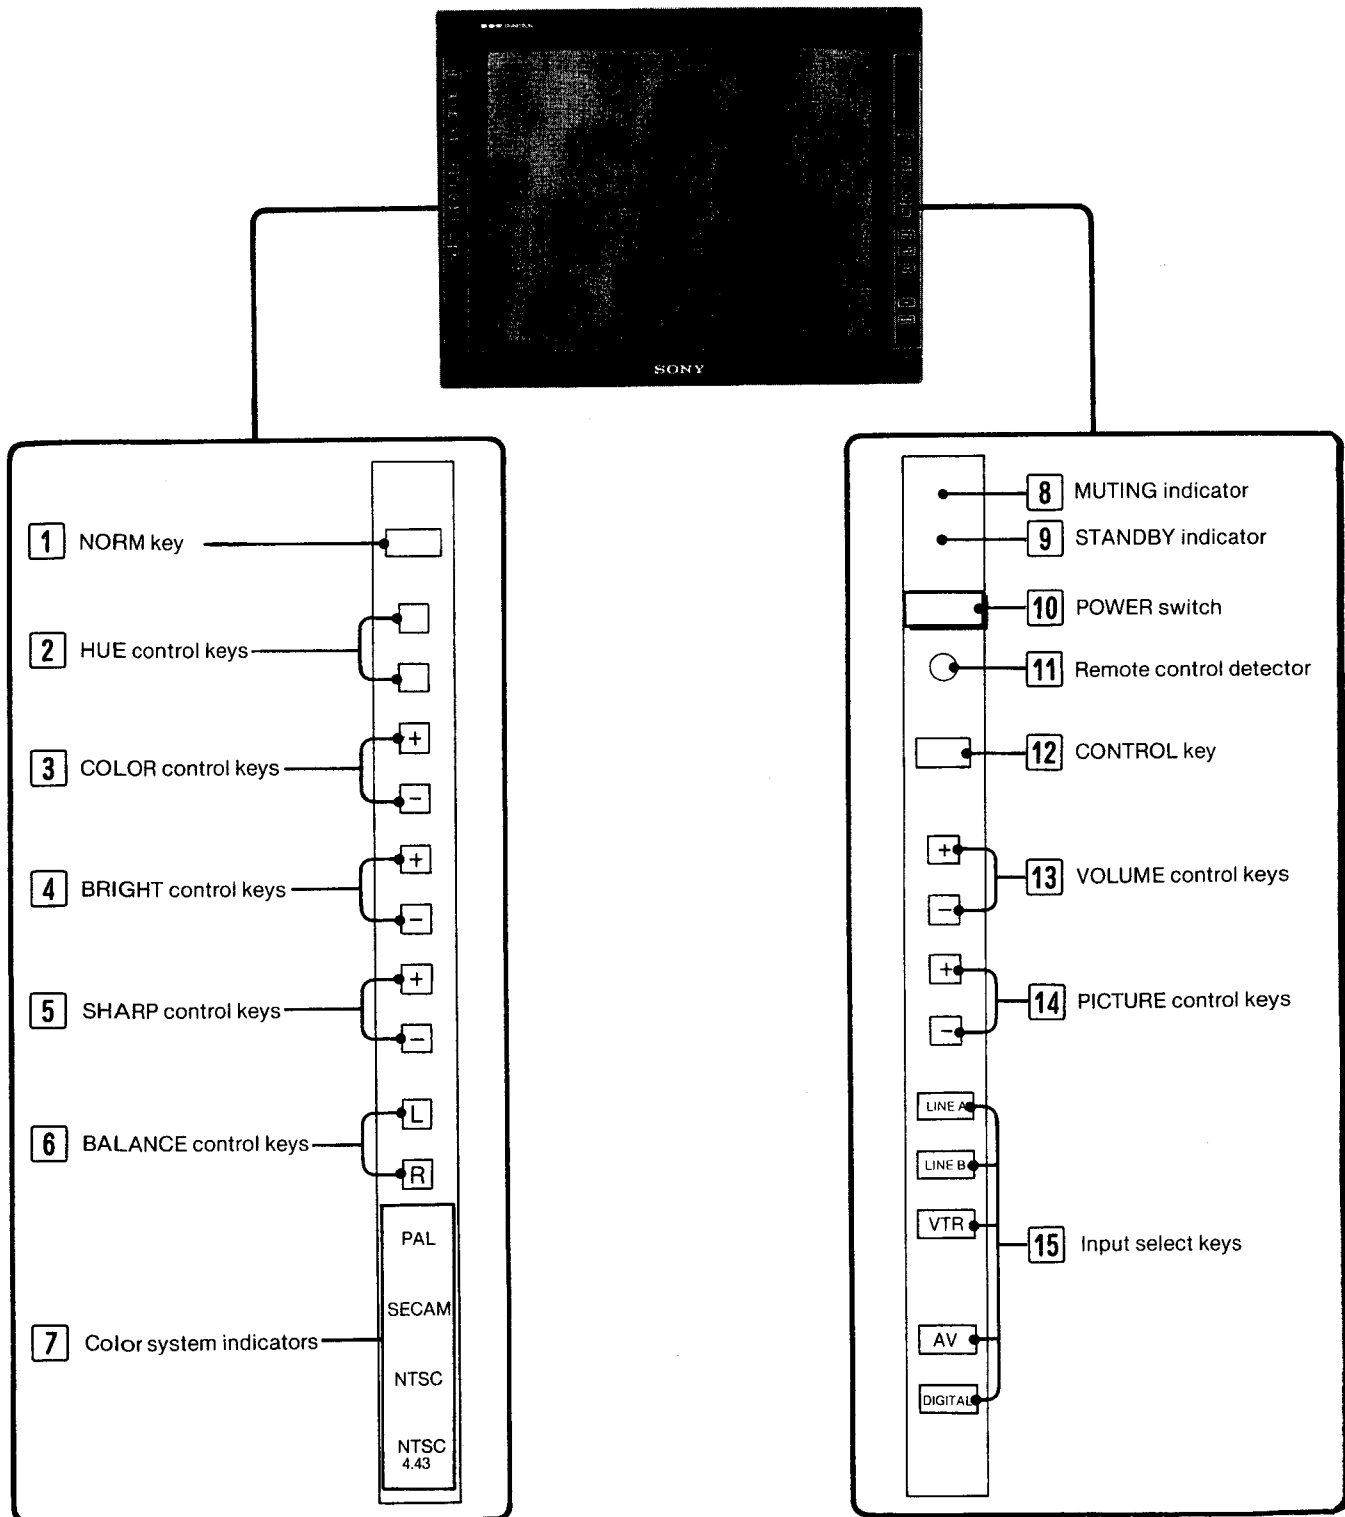 SONY
1 NORM key
2 HUE control keys
3 COLOR control keys
+
−
4 BRIGHT control keys
+
−
5 SHARP control keys
+
−
6 BALANCE control keys
L
R
7 Color system indicators
PAL
SECAM
NTSC
NTSC
4.43
8 MUTING indicator
9 STANDBY indicator
10 POWER switch
11 Remote control detector
12 CONTROL key
+
−
13 VOLUME control keys
+
−
14 PICTURE control keys
LINE A
LINE B
VTR
AV
DIGITAL
15 Input select keys